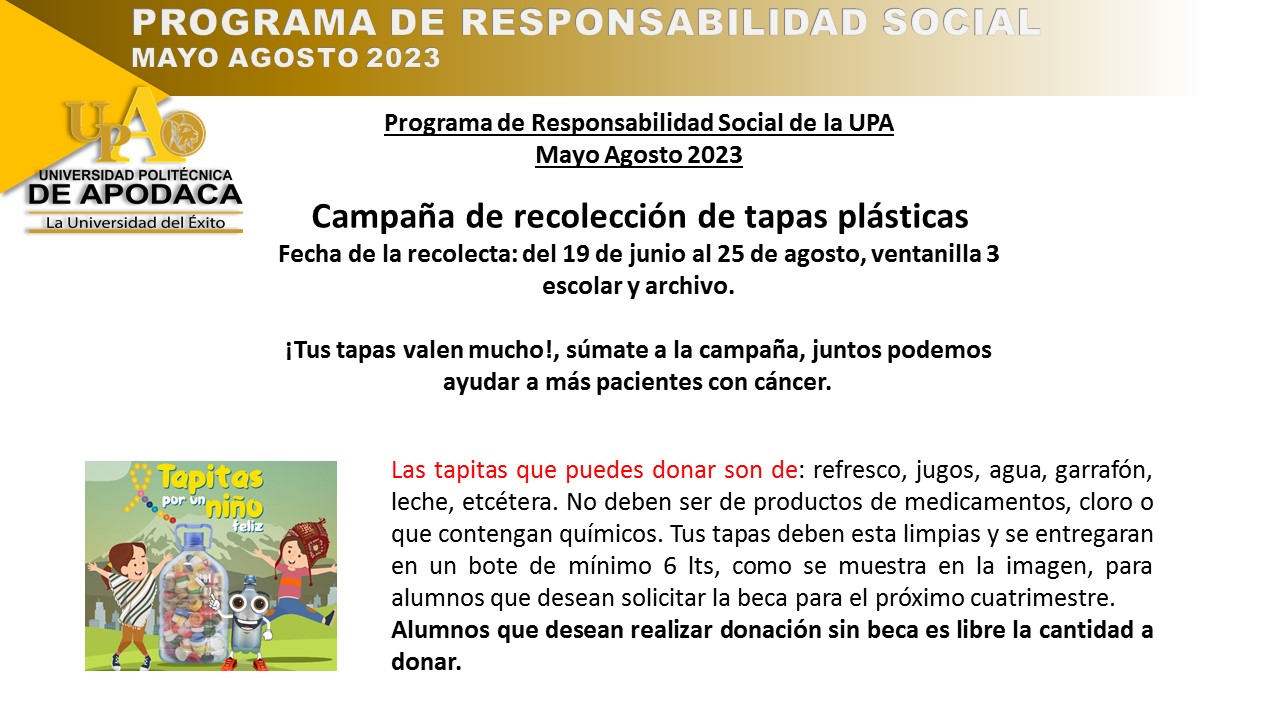 PROGRAMA DE RESPONSABILIDAD SOCIAL
MAYO AGOSTO 2023
UPA
UNIVERSIDAD POLITÉCNICA
DE APODACA
La Universidad del Éxito
Programa de Responsabilidad Social de la UPA
Mayo Agosto 2023
Campaña de recolección de tapas plásticas
Fecha de la recolecta: del 19 de junio al 25 de agosto, ventanilla 3
escolar y archivo.
¡Tus tapas valen mucho!, súmate a la campaña, juntos podemos
ayudar a más pacientes con cáncer.
Tapitas
por un
niño
feliz
Las tapitas que puedes donar son de: refresco, jugos, agua, garrafón,
leche, etcétera. No deben ser de productos de medicamentos, cloro o
que contengan químicos. Tus tapas deben esta limpias y se entregaran
en un bote de mínimo 6 lts, como se muestra en la imagen, para
alumnos que desean solicitar la beca para el próximo cuatrimestre.
Alumnos que desean realizar donación sin beca es libre la cantidad a
donar.